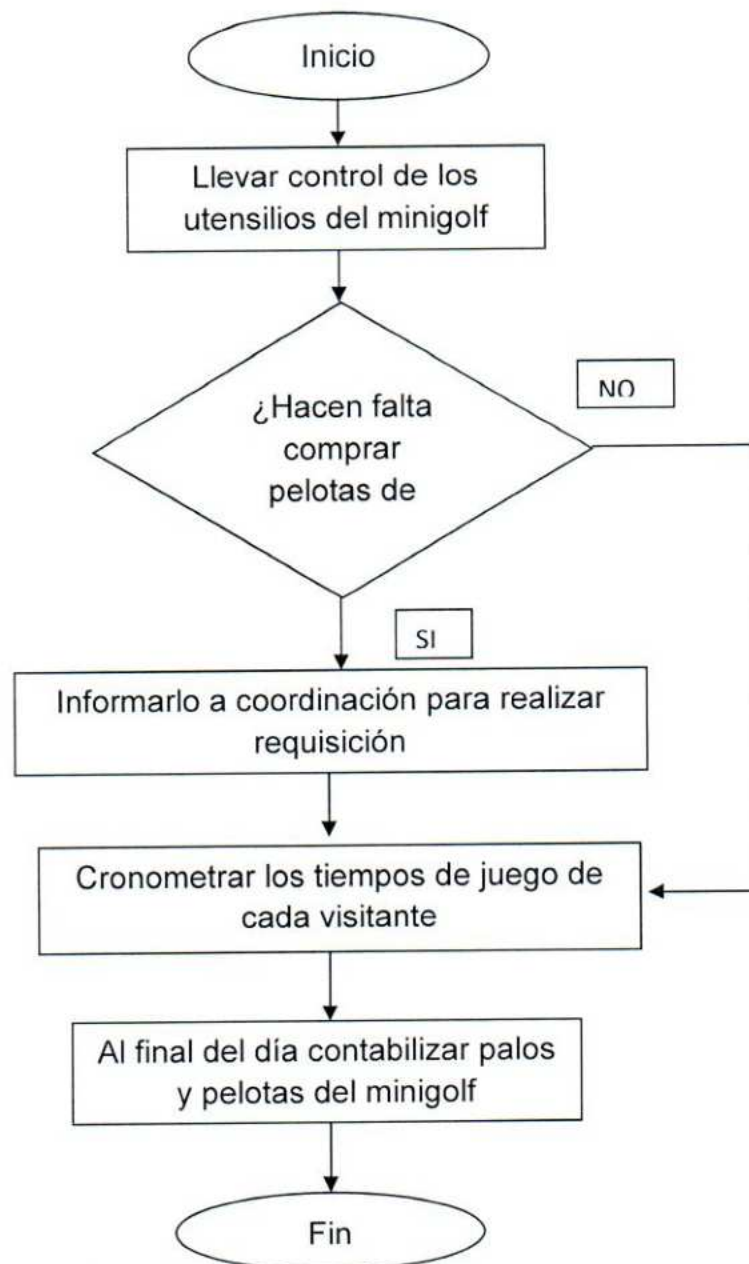 Inicio
Llevar control de los
utensilios del minigolf
¿Hacen falta
comprar
pelotas de
NO
SI
Informarlo a coordinación para realizar
requisición
Cronometrar los tiempos de juego de
cada visitante
Al final del día contabilizar palos
y pelotas del minigolf
Fin